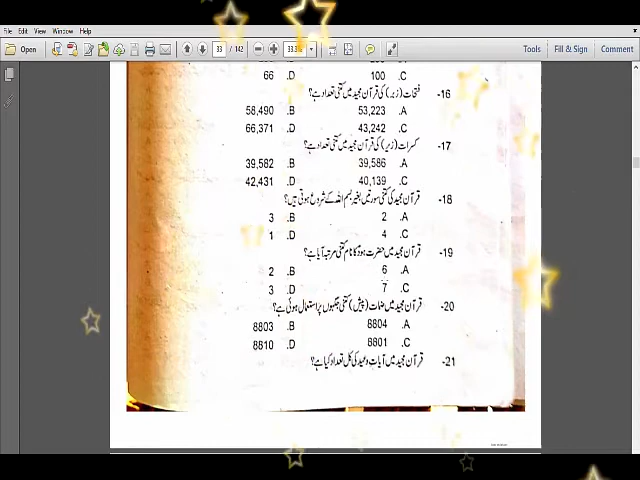 File Edit View Window Help
Open 33 / 142 33.3% Tools Fill & Sign Comment
66 .D 100 .C
-16 فتحات (زبر) کی قرآن مجید میں کتنی تعداد ہے؟
58,490 .B 53,223 .A
66,371 .D 43,242 .C
-17 کسرات (زیر) کی قرآن مجید میں کتنی تعداد ہے؟
39,582 .B 39,586 .A
42,431 .D 40,139 .C
-18 قرآن مجید کی کتنی سورتیں بغیر بسم اللہ کے شروع ہوتی ہیں؟
3 .B 2 .A
1 .D 4 .C
-19 قرآن مجید میں حضرت ہودؑ کا نام کتنی مرتبہ آیا ہے؟
2 .B 6 .A
3 .D 7 .C
-20 قرآن مجید میں ضمات (پیش) کتنی جگہوں پر استعمال ہوئی ہے؟
8803 .B 8804 .A
8810 .D 8801 .C
-21 قرآن مجید میں آیات وعید کی کل تعداد کیا ہے؟